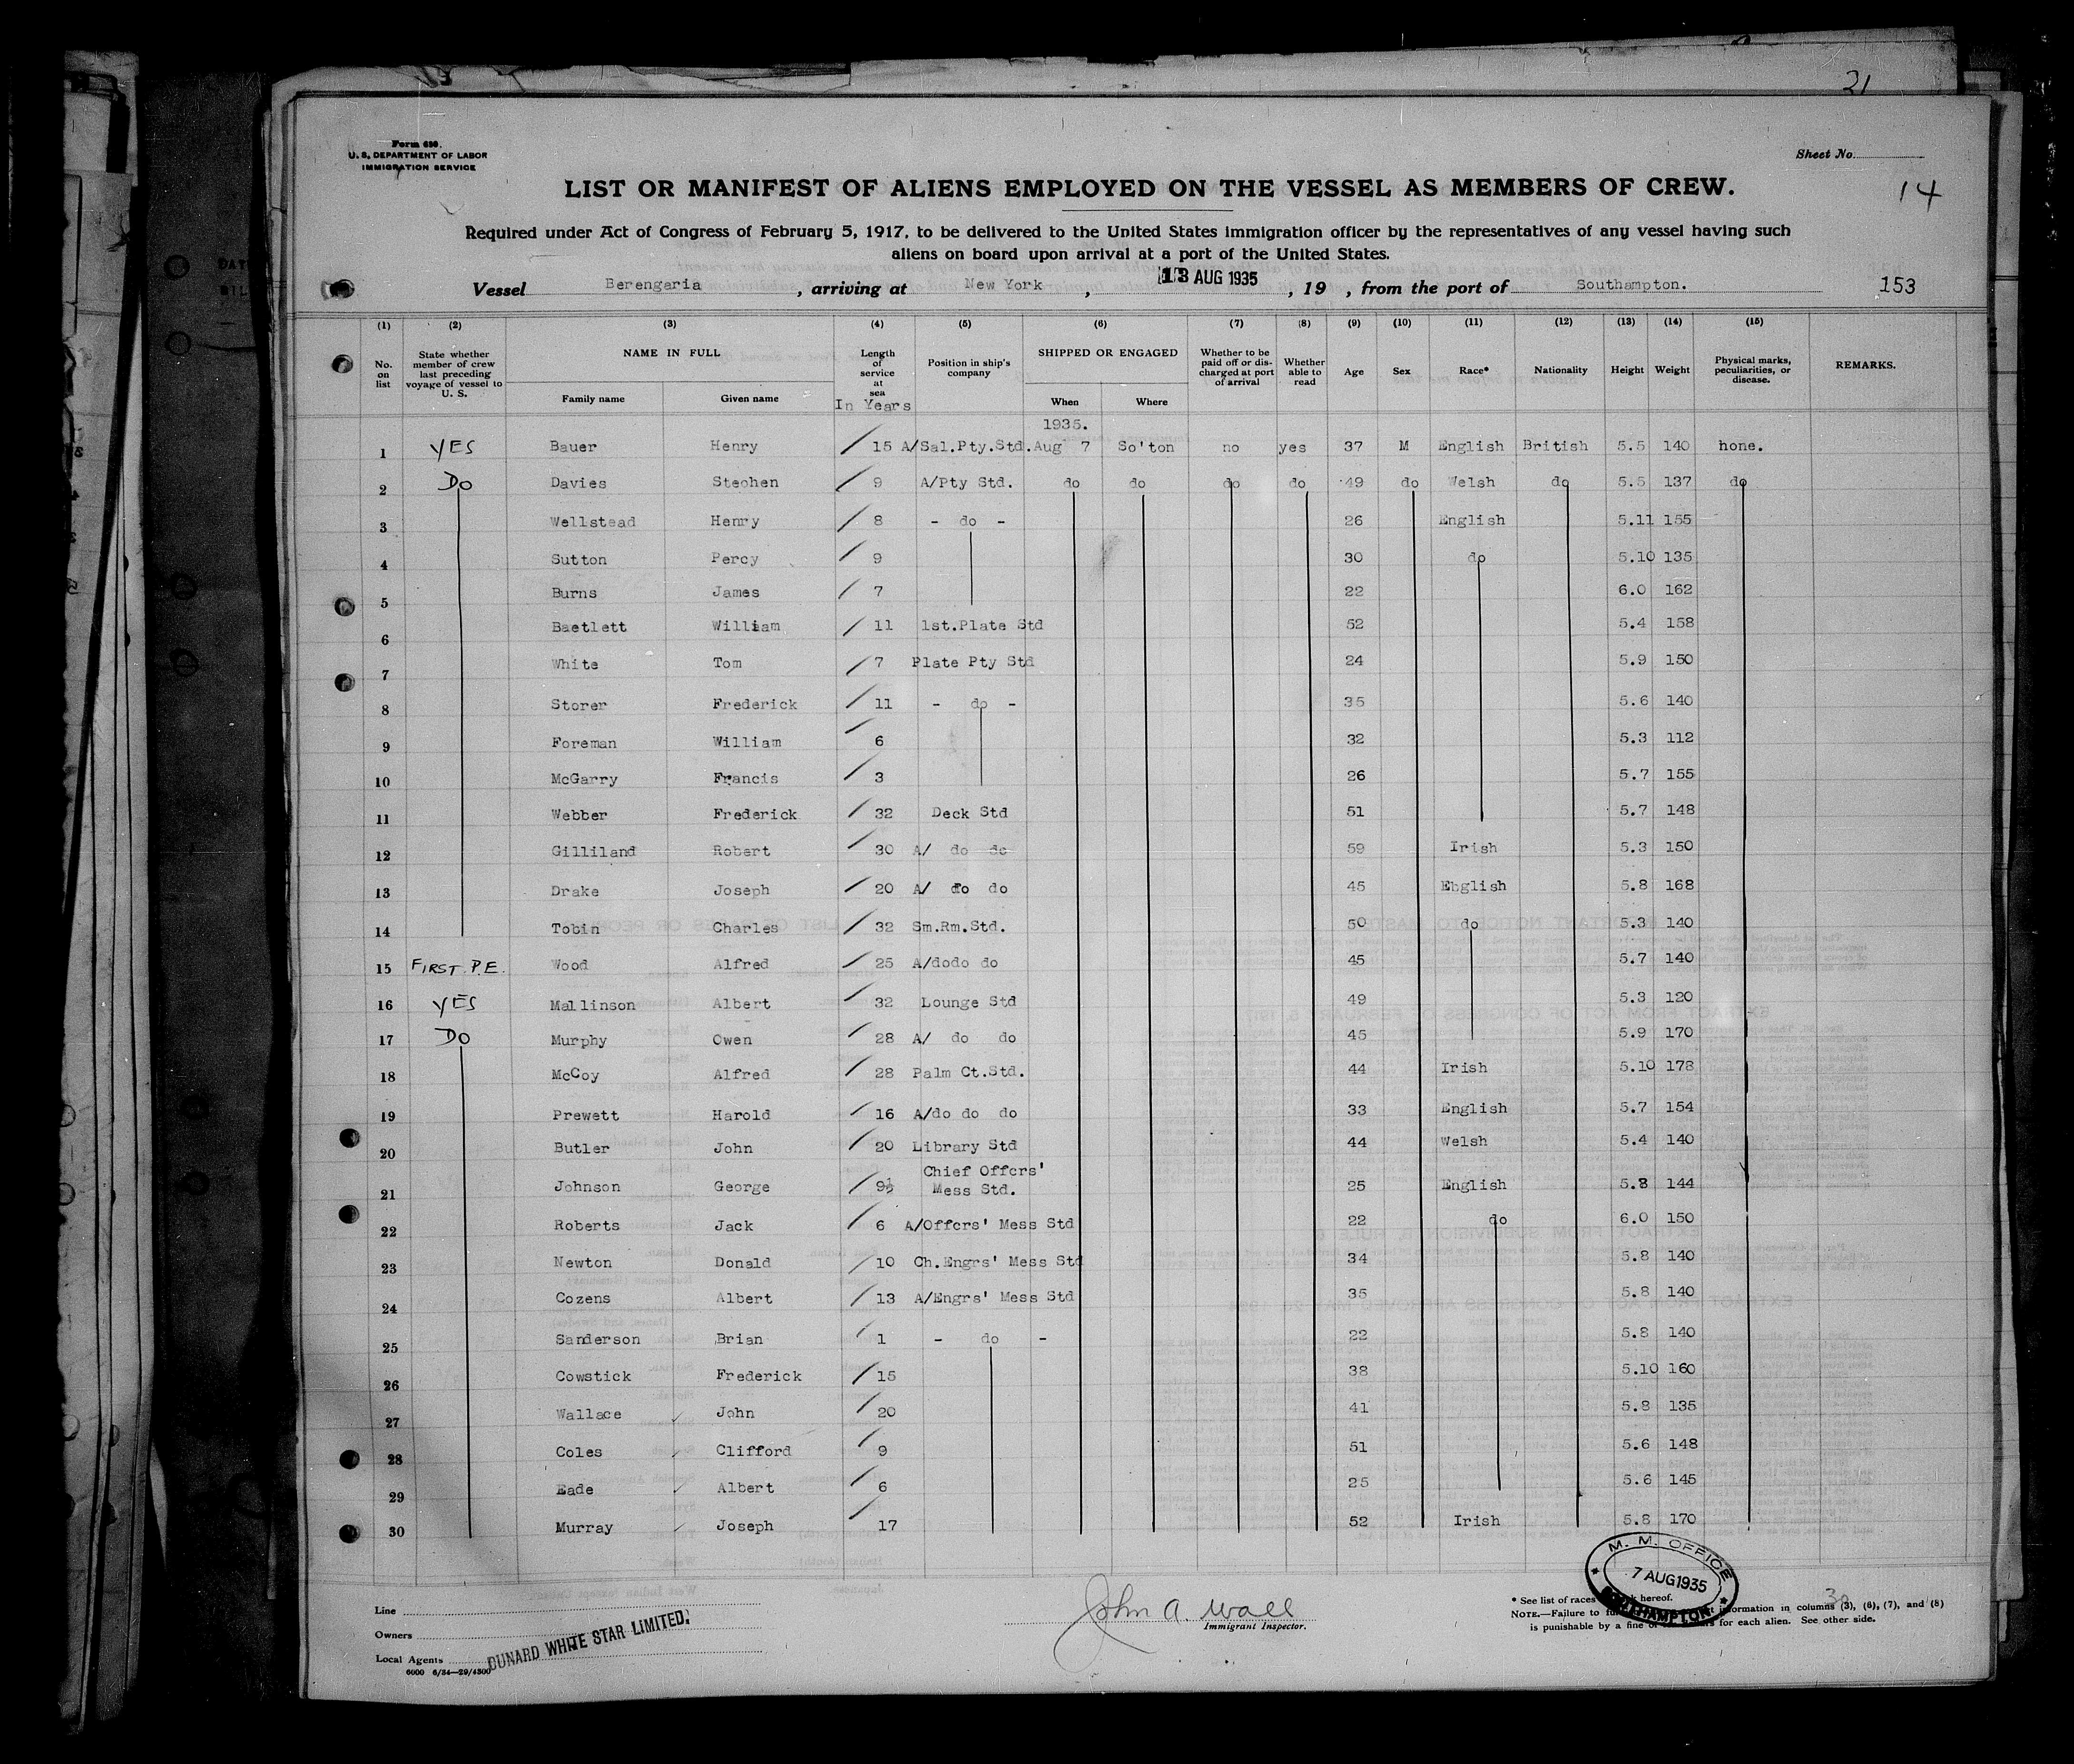 21
Form 680.
U. S. DEPARTMENT OF LABOR
IMMIGRATION SERVICE
Sheet No.
LIST OR MANIFEST OF ALIENS EMPLOYED ON THE VESSEL AS MEMBERS OF CREW.
14
Required under Act of Congress of February 5, 1917, to be delivered to the United States immigration officer by the representatives of any vessel having such
aliens on board upon arrival at a port of the United States.
Vessel Berengaria , arriving at New York , 13 AUG 1935 , 19 , from the port of Southampton. 153
(1) (2) (3) (4) (5) (6) (7) (8) (9) (10) (11) (12) (13) (14) (15)
No. on list State whether member of crew last preceding voyage of vessel to U. S. NAME IN FULL Family name Given name Length of service at sea In Years Position in ship's company SHIPPED OR ENGAGED When Where Whether to be paid off or discharged at port of arrival Whether able to read Age Sex Race* Nationality Height Weight Physical marks, peculiarities, or disease. REMARKS.
1935.
1 YES Bauer Henry 15 A/Sal.Pty.Std. Aug 7 So'ton no yes 37 M English British 5.5 140 hone.
2 Do Davies Stephen 9 A/Pty Std. do do do do 49 do Welsh do 5.5 137 do
3 Wellstead Henry 8 - do - 26 English 5.11 155
4 Sutton Percy 9 30 do 5.10 135
5 Burns James 7 22 6.0 162
6 Baetlett William 11 1st.Plate Std 52 5.4 158
7 White Tom 7 Plate Pty Std 24 5.9 150
8 Storer Frederick 11 - do - 35 5.6 140
9 Foreman William 6 32 5.3 112
10 McGarry Francis 3 26 5.7 155
11 Webber Frederick 32 Deck Std 51 5.7 148
12 Gilliland Robert 30 A/ do do 59 Irish 5.3 150
13 Drake Joseph 20 A/ do do 45 Ebglish 5.8 168
14 Tobin Charles 32 Sm.Rm.Std. 50 do 5.3 140
15 FIRST. P.E. Wood Alfred 25 A/dodo do 45 5.7 140
16 YES Mallinson Albert 32 Lounge Std 49 5.3 120
17 Do Murphy Owen 28 A/ do do 45 5.9 170
18 McCoy Alfred 28 Palm Ct.Std. 44 Irish 5.10 178
19 Prewett Harold 16 A/do do do 33 English 5.7 154
20 Butler John 20 Library Std 44 Welsh 5.4 140
21 Johnson George 9½ Chief Offcrs' Mess Std. 25 English 5.8 144
22 Roberts Jack 6 A/Offcrs' Mess Std 22 do 6.0 150
23 Newton Donald 10 Ch.Engrs' Mess Std 34 5.8 140
24 Cozens Albert 13 A/Engrs' Mess Std 35 5.8 140
25 Sanderson Brian 1 - do - 22 5.8 140
26 Cowstick Frederick 15 38 5.10 160
27 Wallace John 20 41 5.8 135
28 Coles Clifford 9 51 5.6 148
29 Eade Albert 6 25 5.6 145
30 Murray Joseph 17 52 Irish 5.8 170
M. M. OFFICE
7 AUG 1935
SOUTHAMPTON
Line
Owners
Local Agents
CUNARD WHITE STAR LIMITED.
6000 6/34—29/4300
John A. Wall
Immigrant Inspector.
30
* See list of races hereof.
NOTE.—Failure to information in columns (3), (6), (7), and (8)
is punishable by a fine of for each alien. See other side.